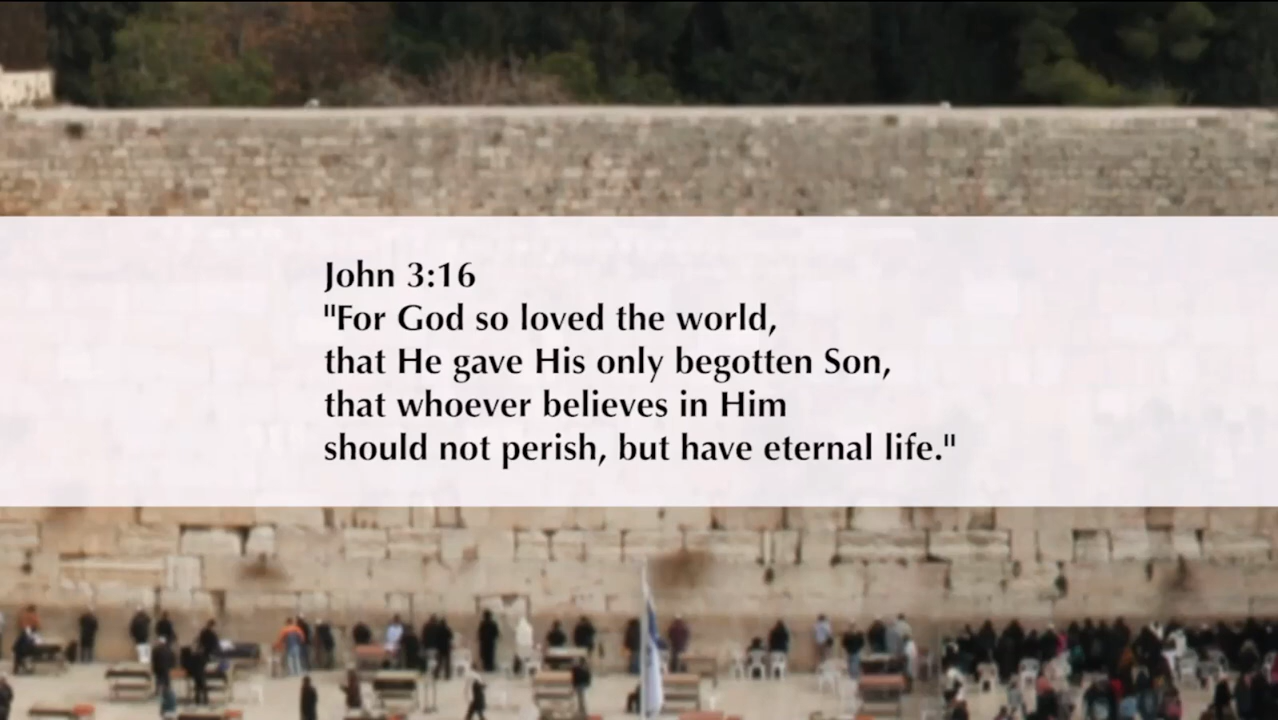 John 3:16
"For God so loved the world,
that He gave His only begotten Son,
that whoever believes in Him
should not perish, but have eternal life."